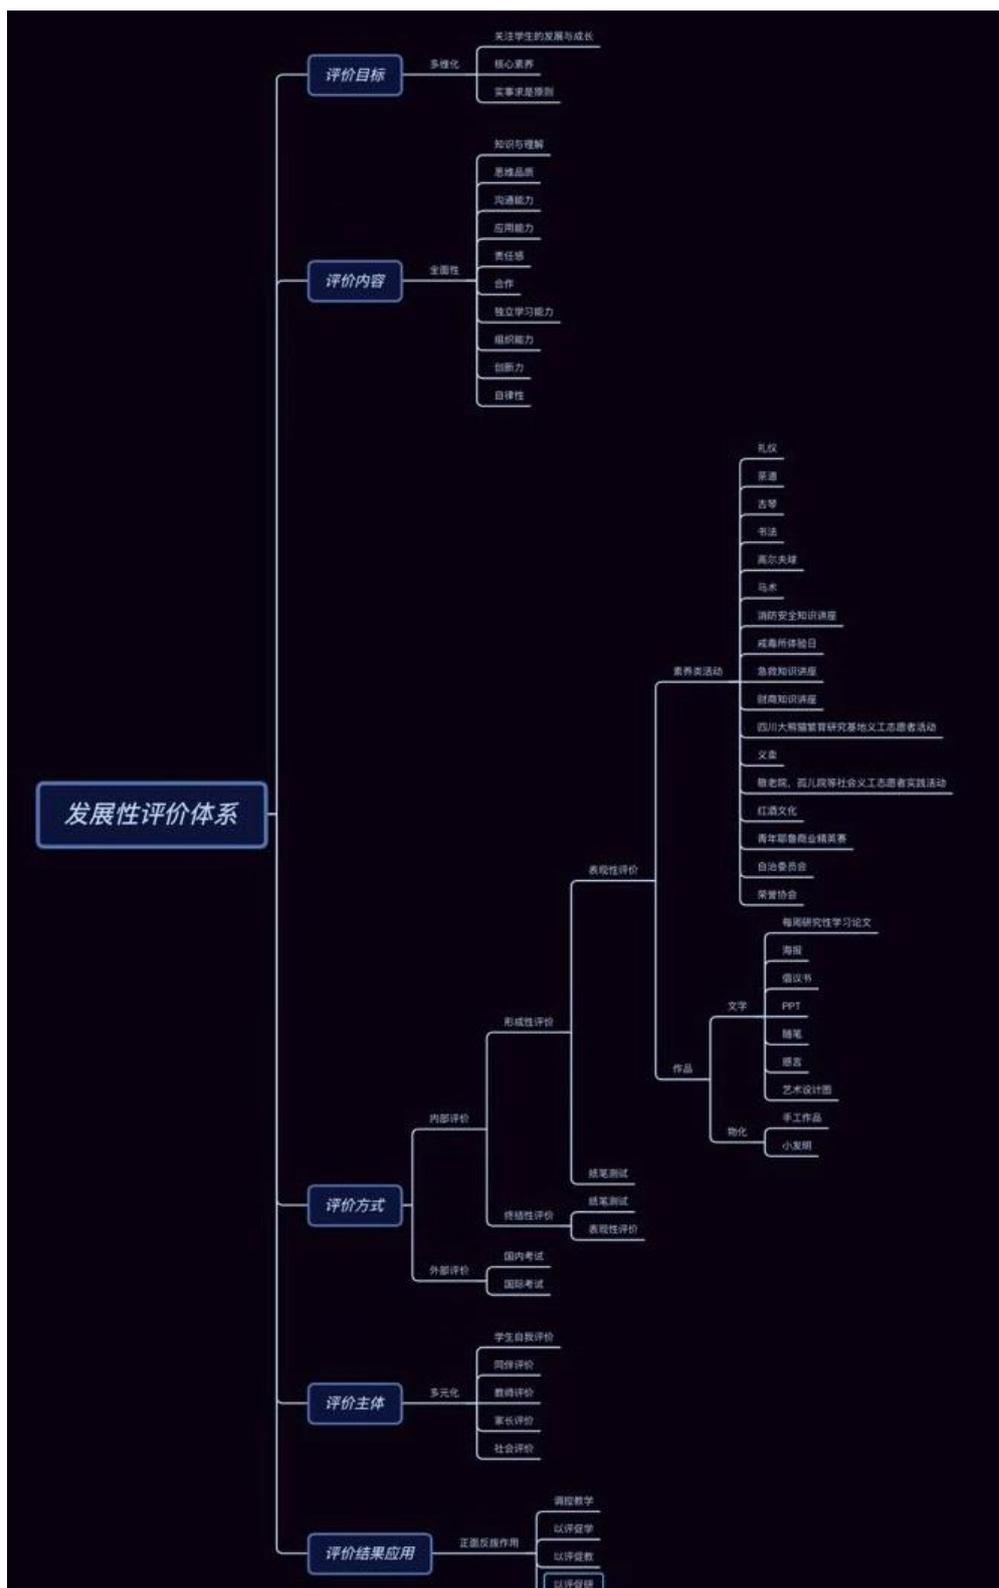 发展性评价体系
评价目标
多维化
关注学生的发展与成长
核心素养
实事求是原则
评价内容
全面性
知识与理解
思维品质
沟通能力
应用能力
责任感
合作
独立学习能力
组织能力
创新力
自律性
评价方式
内部评价
形成性评价
表现性评价
素养类活动
礼仪
茶道
古琴
书法
高尔夫球
马术
消防安全知识讲座
戒毒所体验日
急救知识讲座
财商知识讲座
四川大熊猫繁育研究基地义工志愿者活动
义卖
敬老院、孤儿院等社会义工志愿者实践活动
红酒文化
青年耶鲁商业精英赛
自治委员会
荣誉协会
作品
文字
每周研究性学习论文
海报
倡议书
PPT
随笔
感言
艺术设计图
物化
手工作品
小发明
纸笔测试
终结性评价
纸笔测试
表现性评价
外部评价
国内考试
国际考试
评价主体
多元化
学生自我评价
同伴评价
教师评价
家长评价
社会评价
评价结果应用
正面反拨作用
调控教学
以评促学
以评促教
以评促研